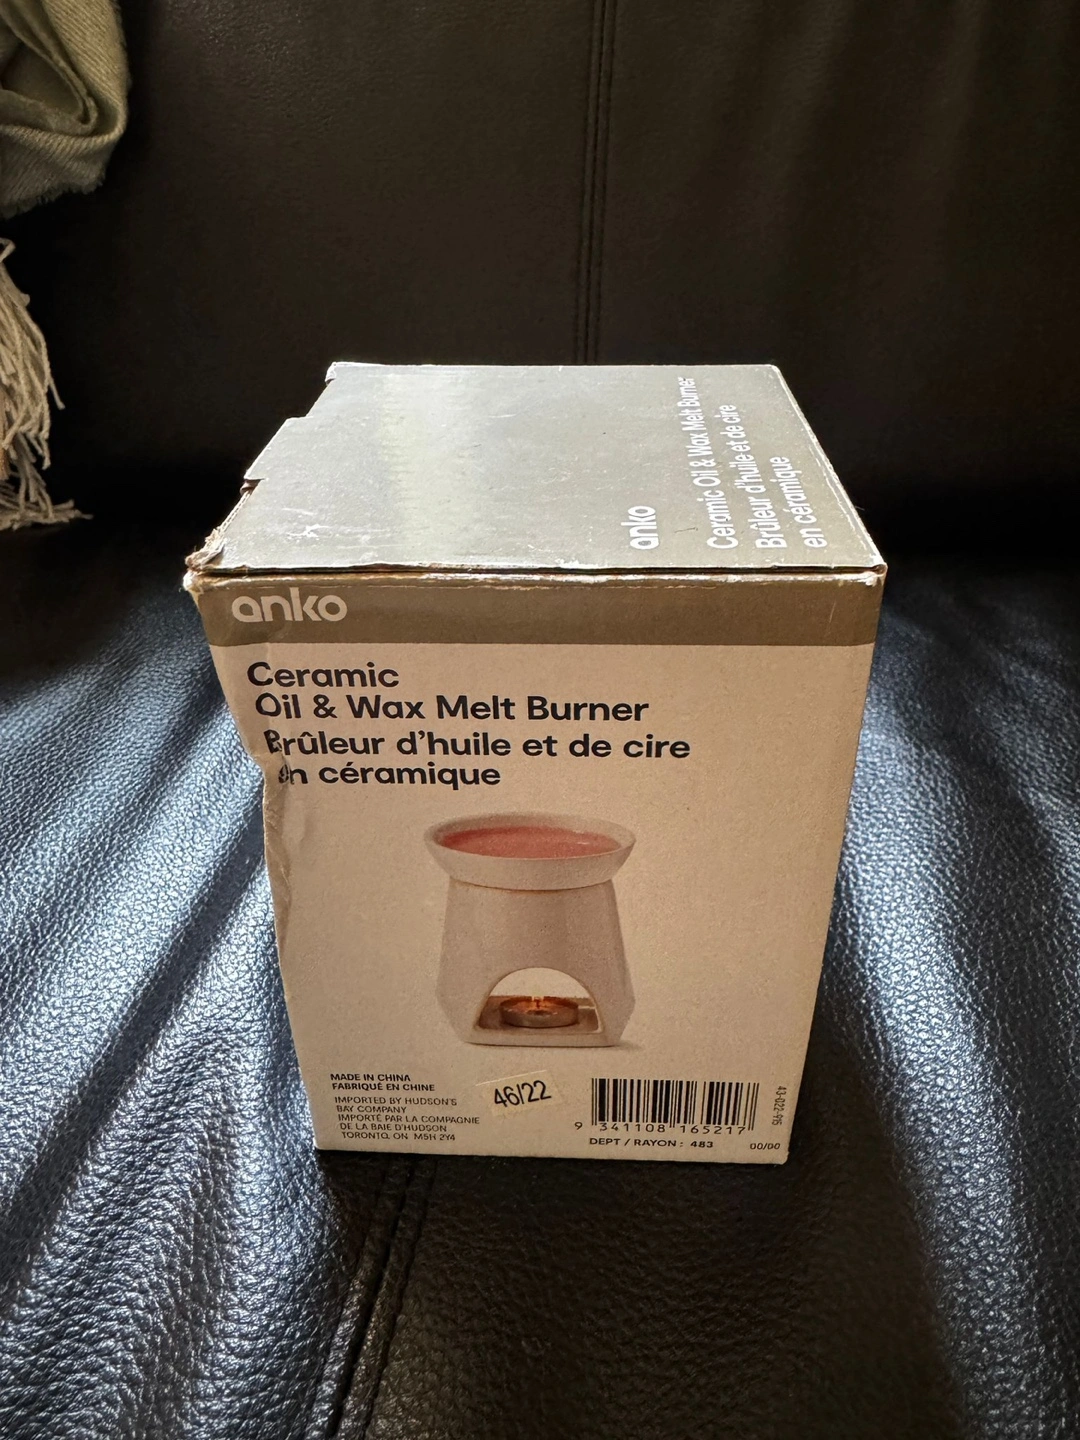 anko
Ceramic Oil & Wax Melt Burner
Brûleur d'huile et de cire
en céramique
anko
Ceramic
Oil & Wax Melt Burner
Brûleur d'huile et de cire
en céramique
MADE IN CHINA
FABRIQUÉ EN CHINE
IMPORTED BY HUDSON'S
BAY COMPANY
IMPORTÉ PAR LA COMPAGNIE
DE LA BAIE D'HUDSON
TORONTO, ON M5H 2Y4
46/22
9 341108 165217
DEPT / RAYON : 483
00/00
43-022-916